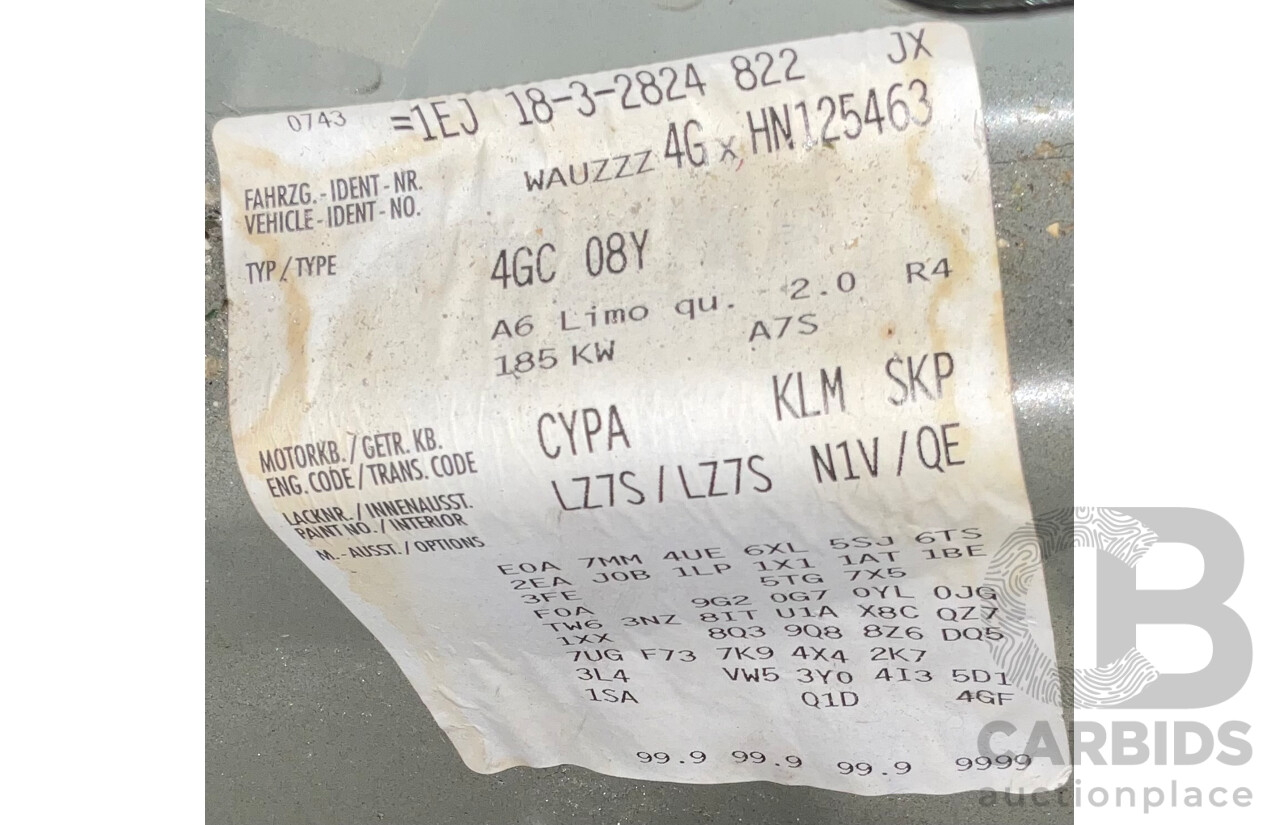 0743 =1EJ 18-3-2824 822 JX
FAHRZG.-IDENT-NR.
VEHICLE-IDENT-NO.
WAUZZZ 4G x HN125463
TYP/TYPE
4GC 08Y
A6 Limo qu. 2.0 R4
185 KW A7S
MOTORKB./GETR. KB.
ENG. CODE/TRANS. CODE
CYPA KLM SKP
LACKNR./INNENAUSST.
PAINT NO./INTERIOR
LZ7S/LZ7S N1V/QE
M.-AUSST./OPTIONS
E0A 7MM 4UE 6XL 5SJ 6TS
2EA J0B 1LP 1X1 1AT 1BE
3FE 5TG 7X5
F0A 9G2 0G7 0YL 0JG
TW6 3NZ 8IT U1A X8C QZ7
1XX 8Q3 9Q8 8Z6 DQ5
7UG F73 7K9 4X4 2K7
3L4 VW5 3Y0 4I3 5D1
1SA Q1D 4GF
99.9 99.9 99.9 9999
CARBIDS
auctionplace